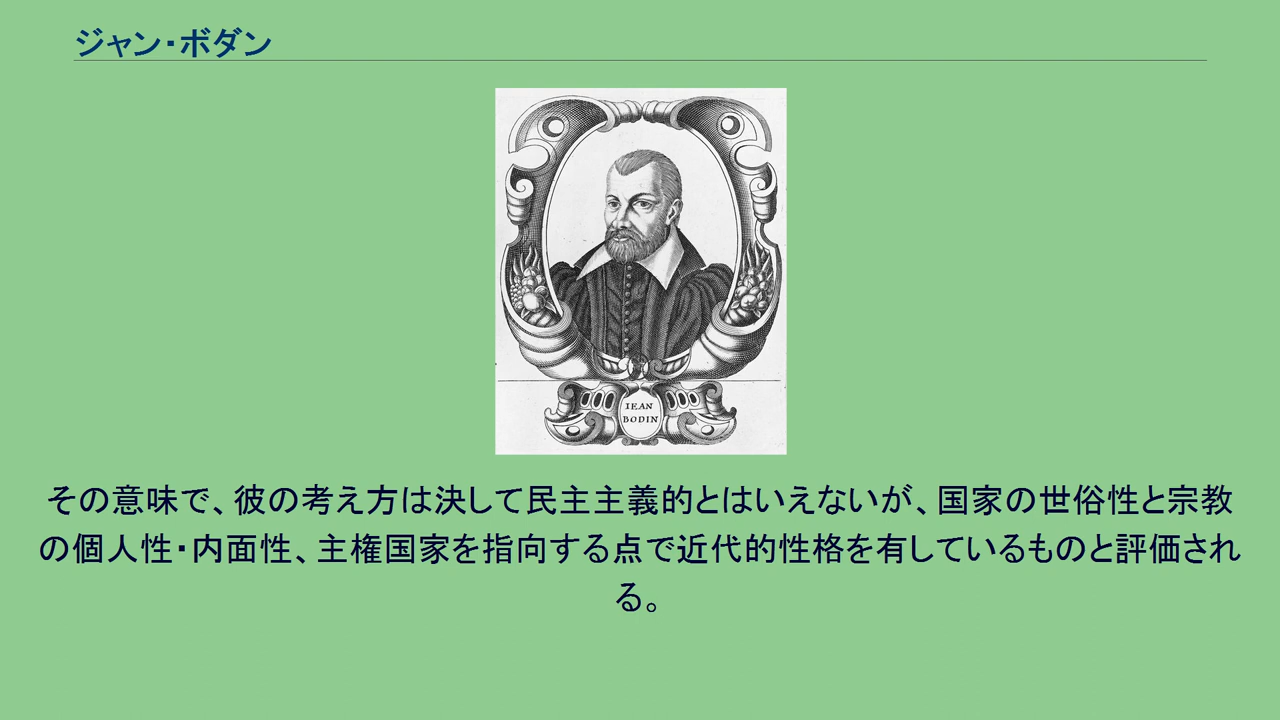 ジャン・ボダン
IEAN
BODIN
その意味で、彼の考え方は決して民主主義的とはいえないが、国家の世俗性と宗教
の個人性・内面性、主権国家を指向する点で近代的性格を有しているものと評価され
る。